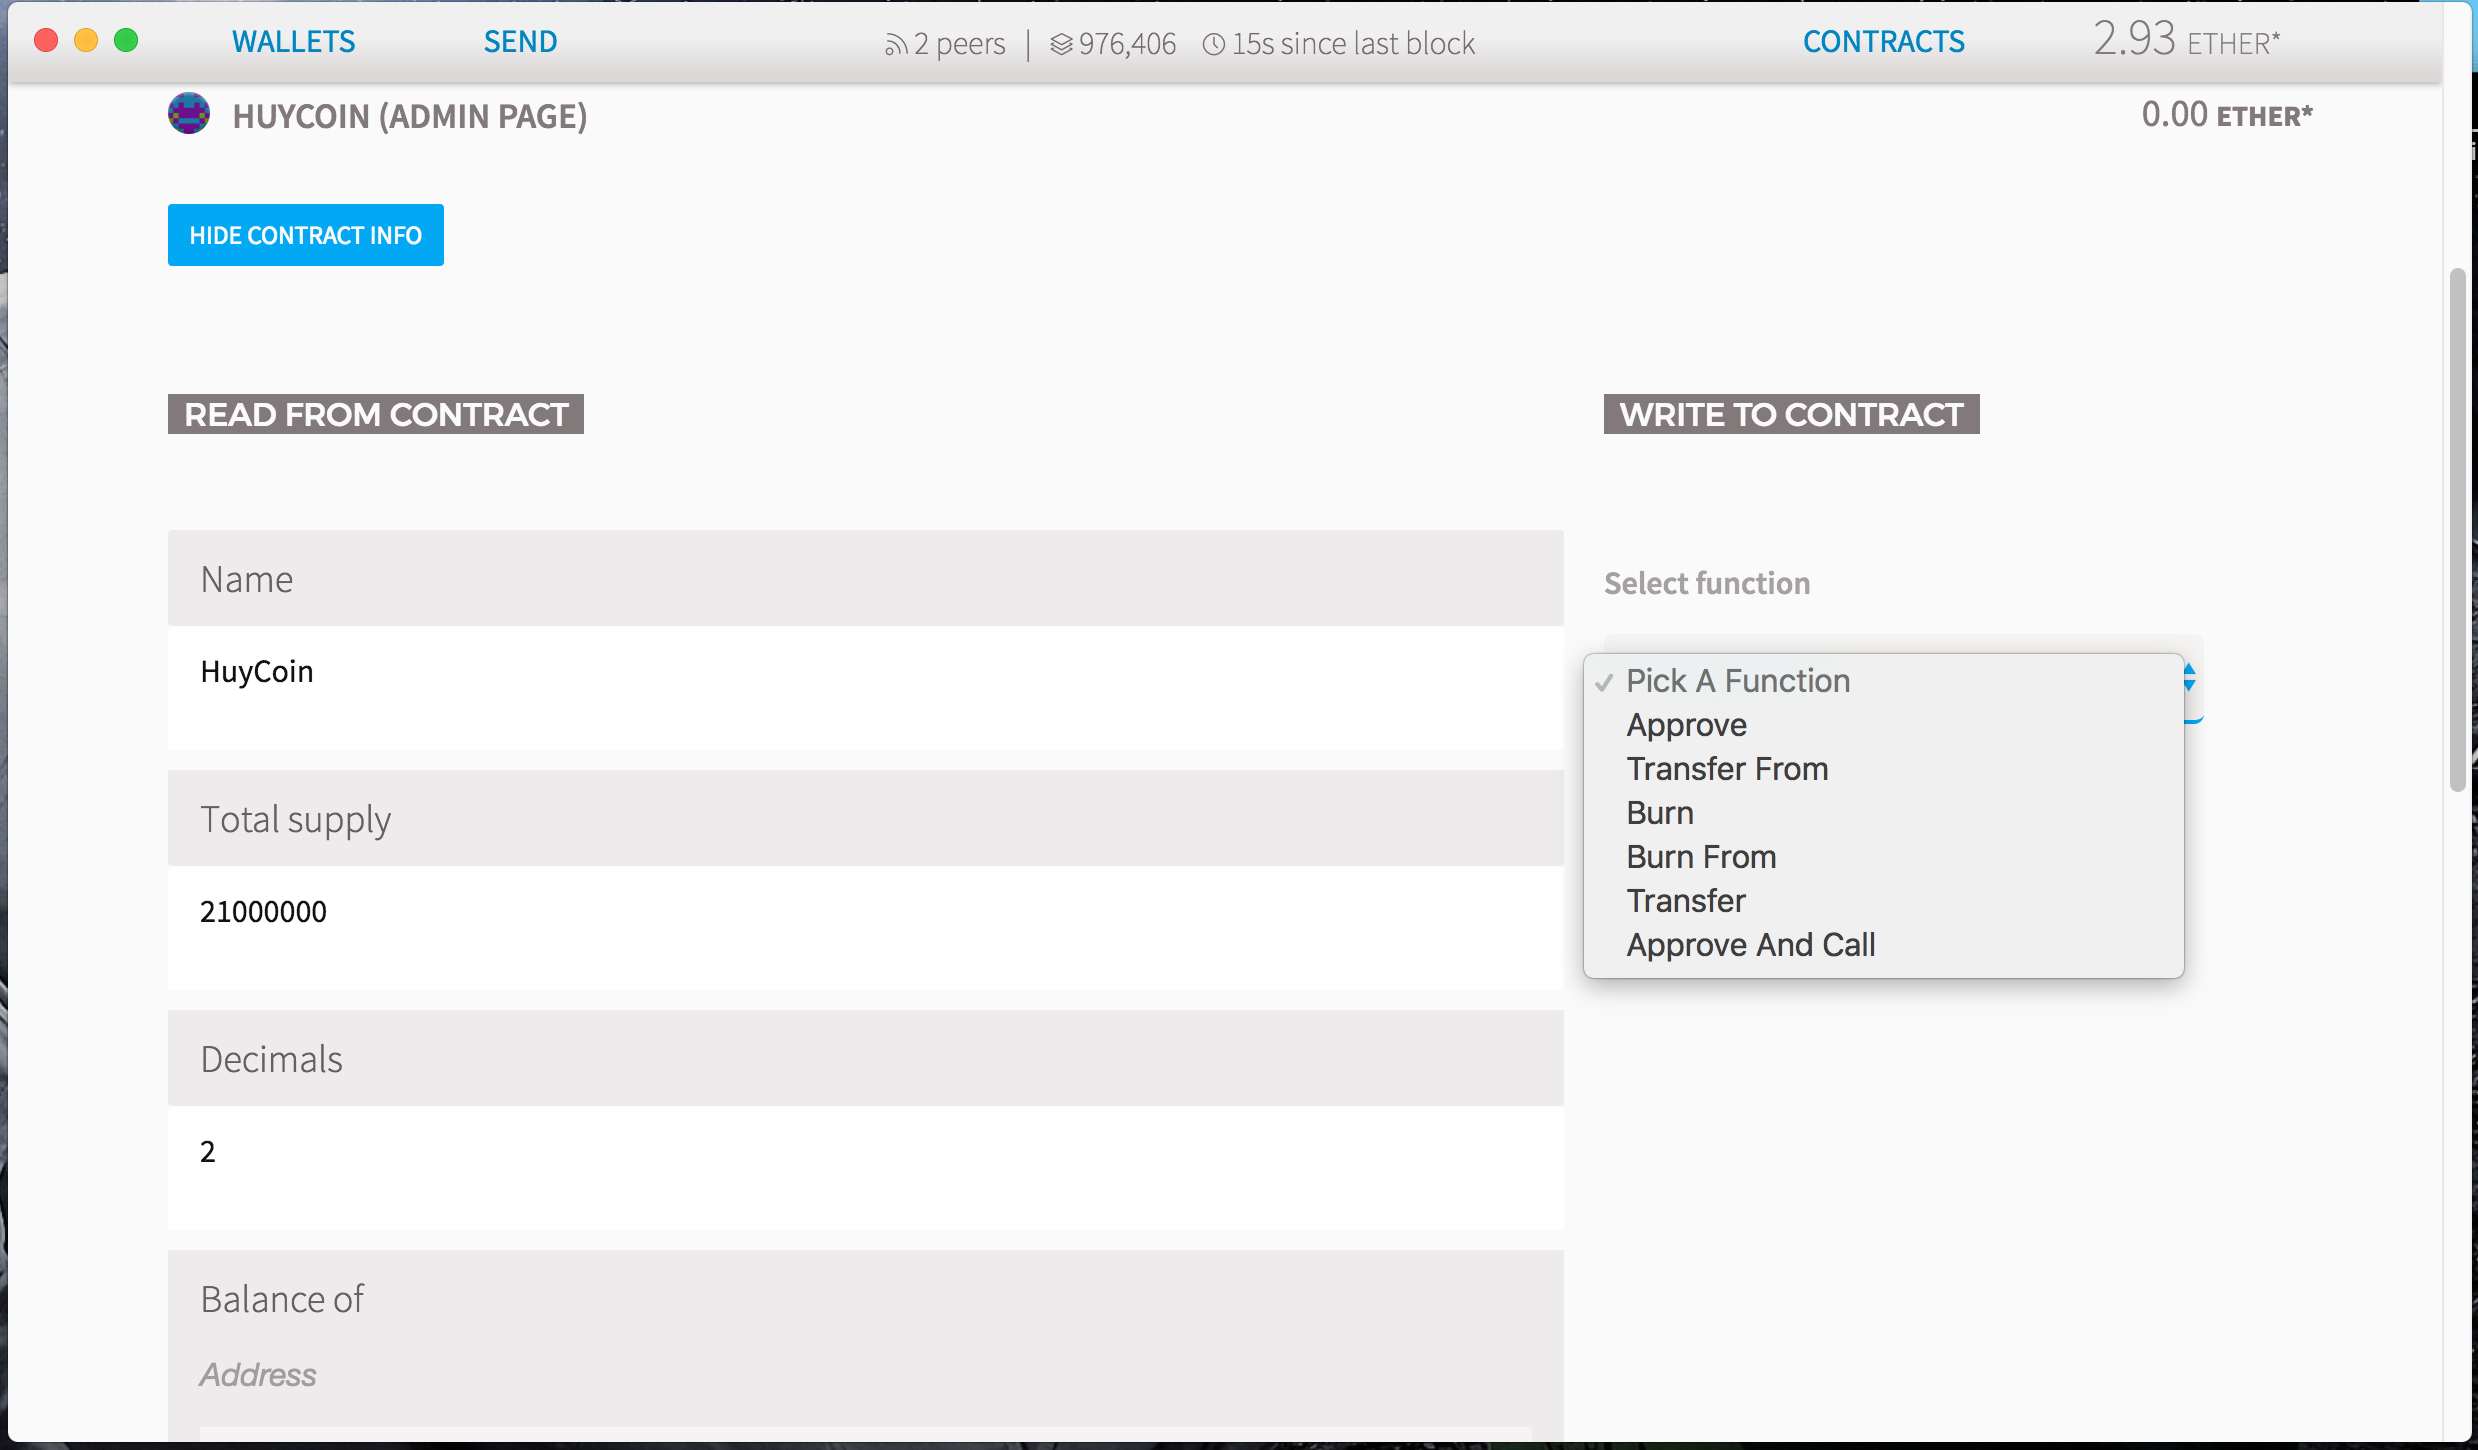 WALLETS SEND 2 peers | 976,406 15s since last block CONTRACTS 2.93 ETHER*
HUYCOIN (ADMIN PAGE) 0.00 ETHER*
HIDE CONTRACT INFO
READ FROM CONTRACT
Name
HuyCoin
Total supply
21000000
Decimals
2
Balance of
Address
WRITE TO CONTRACT
Select function
Pick A Function
Approve
Transfer From
Burn
Burn From
Transfer
Approve And Call